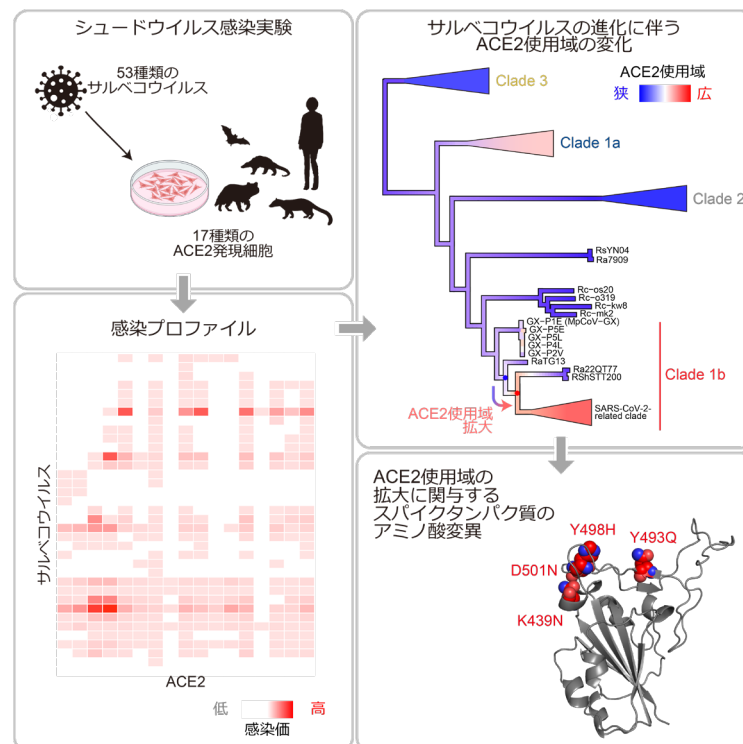 シュードウイルス感染実験
53種類の
サルベコウイルス
17種類の
ACE2発現細胞
感染プロファイル
サルベコウイルス
ACE2
低
高
感染価
サルベコウイルスの進化に伴う
ACE2使用域の変化
ACE2使用域
狭
広
Clade 3
Clade 1a
Clade 2
RsYN04
Ra7909
Rc-os20
Rc-o319
Rc-kw8
Rc-mk2
GX-P1E (MpCoV-GX)
GX-P5E
GX-P5L
GX-P4L
GX-P2V
RaTG13
Ra22QT77
RShSTT200
SARS-CoV-2-
related clade
Clade 1b
ACE2使用域
拡大
ACE2使用域の
拡大に関与する
スパイクタンパク質の
アミノ酸変異
Y498H
Y493Q
D501N
K439N